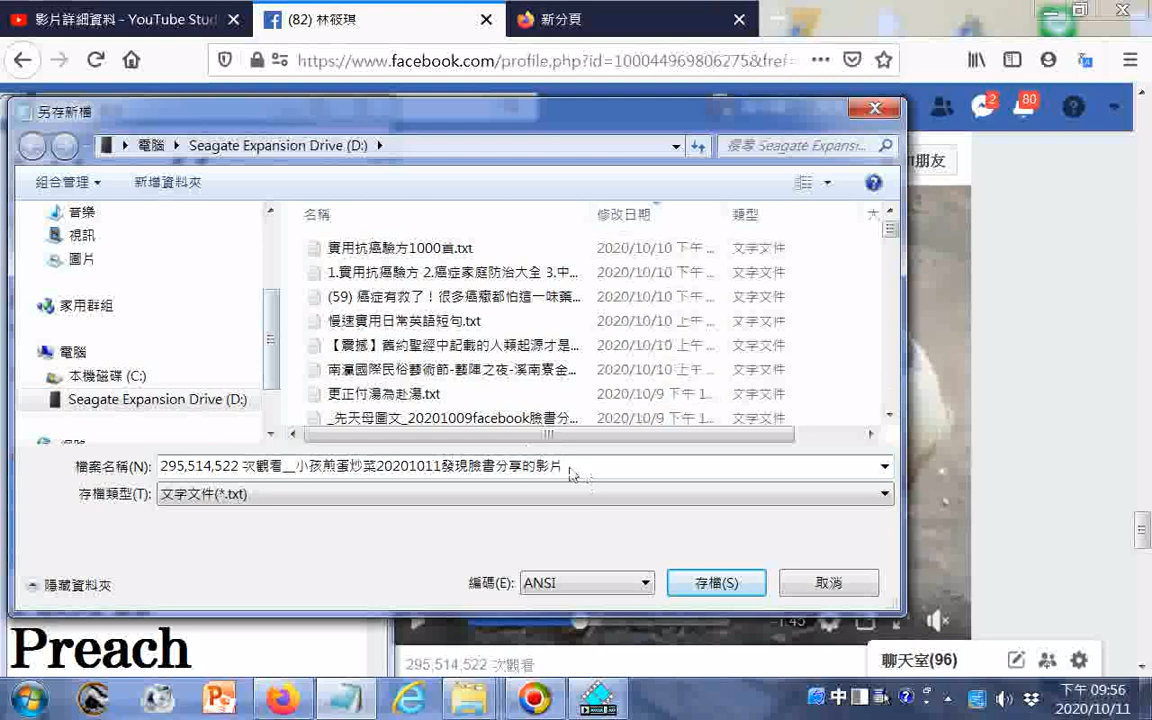 影片詳細資料 - YouTube Stud
(82) 林筱琪
新分頁
https://www.facebook.com/profile.php?id=100044969806275&fref=
2
80
另存新檔
電腦
Seagate Expansion Drive (D:)
搜尋 Seagate Expansi...
朋友
組合管理
新增資料夾
音樂
視訊
圖片
家用群組
電腦
本機磁碟 (C:)
Seagate Expansion Drive (D:)
名稱
修改日期
類型
大
實用抗癌驗方1000首.txt
2020/10/10 下午 ...
文字文件
1.實用抗癌驗方 2.癌症家庭防治大全 3.中...
2020/10/10 下午 ...
文字文件
(59) 癌症有救了！很多癌症都怕這一味藥...
2020/10/10 下午 ...
文字文件
慢速實用日常英語短句.txt
2020/10/10 上午 ...
文字文件
【震撼】舊約聖經中記載的人類起源才是...
2020/10/10 上午 ...
文字文件
南瀛國際民俗藝術節-藝陣之夜-溪南寮金...
2020/10/10 上午 ...
文字文件
更正付湯為赴湯.txt
2020/10/9 下午 1...
文字文件
_先天母圖文_20201009facebook臉書分...
2020/10/9 下午 1...
文字文件
檔案名稱(N):
295,514,522 次觀看__小孩煎蛋炒菜20201011發現臉書分享的影片
存檔類型(T):
文字文件(*.txt)
隱藏資料夾
編碼(E):
ANSI
存檔(S)
取消
-1:45
Preach
295,514,522 次觀看
聊天室(96)
中
下午 09:56
2020/10/11